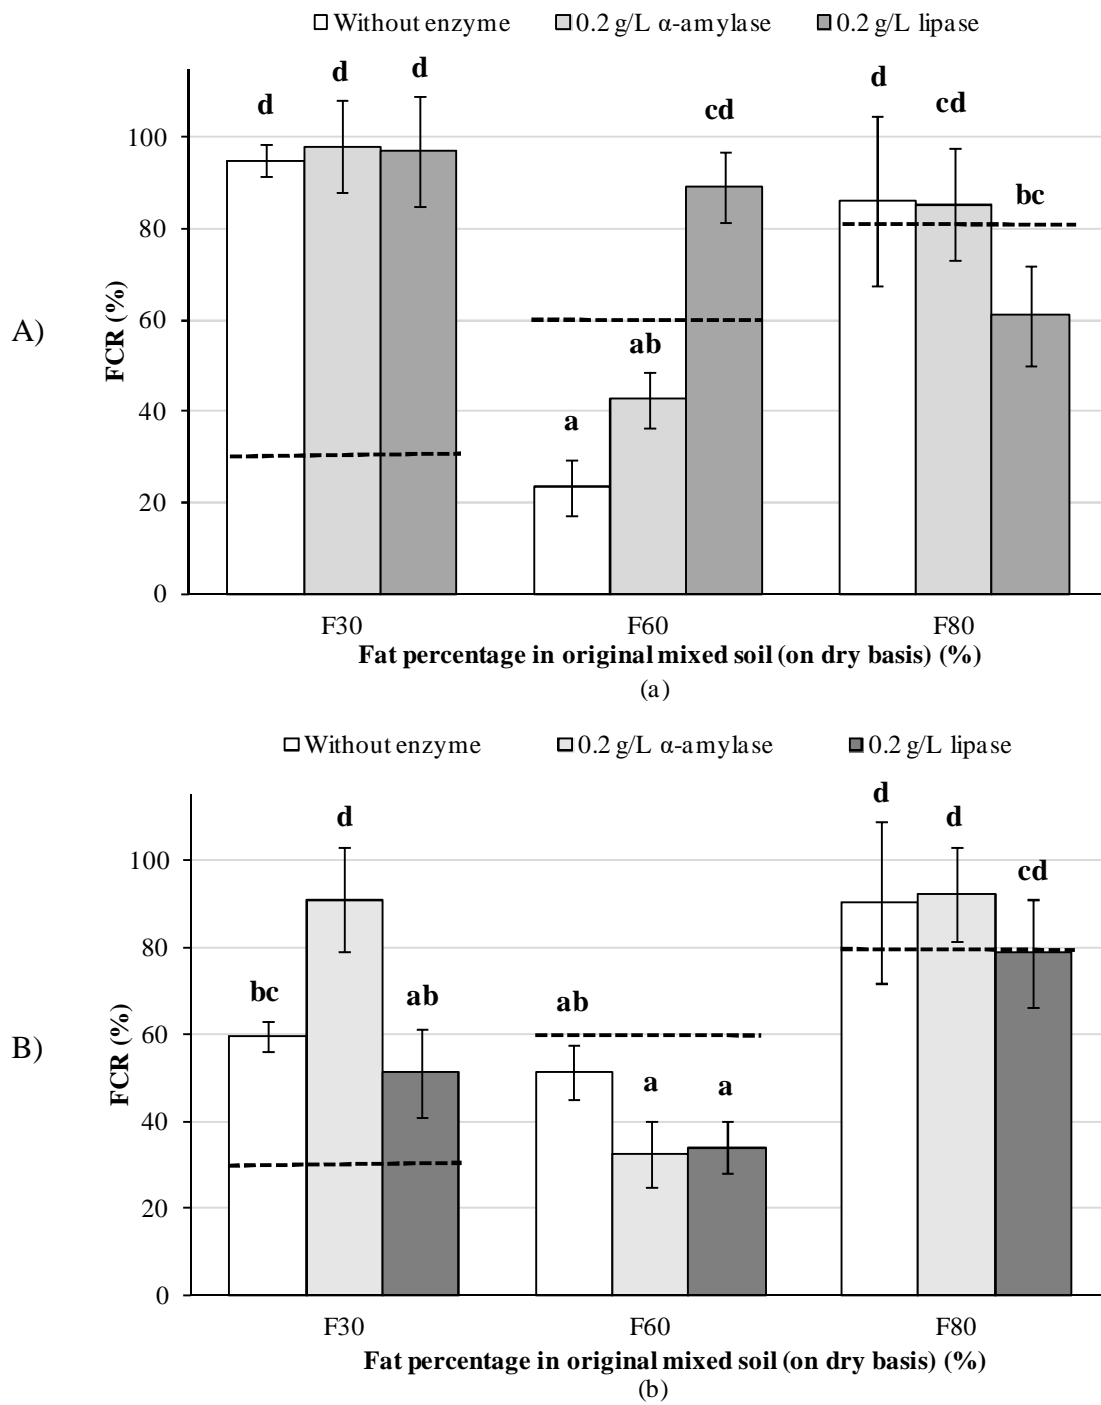 Without enzyme 0.2 g/L α-amylase 0.2 g/L lipase
d d d a ab cd d cd bc
100
80
60
40
20
0
FCR (%)
A)
F30 F60 F80
Fat percentage in original mixed soil (on dry basis) (%)
(a)
Without enzyme 0.2 g/L α-amylase 0.2 g/L lipase
bc d ab ab a a d d cd
100
80
60
40
20
0
FCR (%)
B)
F30 F60 F80
Fat percentage in original mixed soil (on dry basis) (%)
(b)